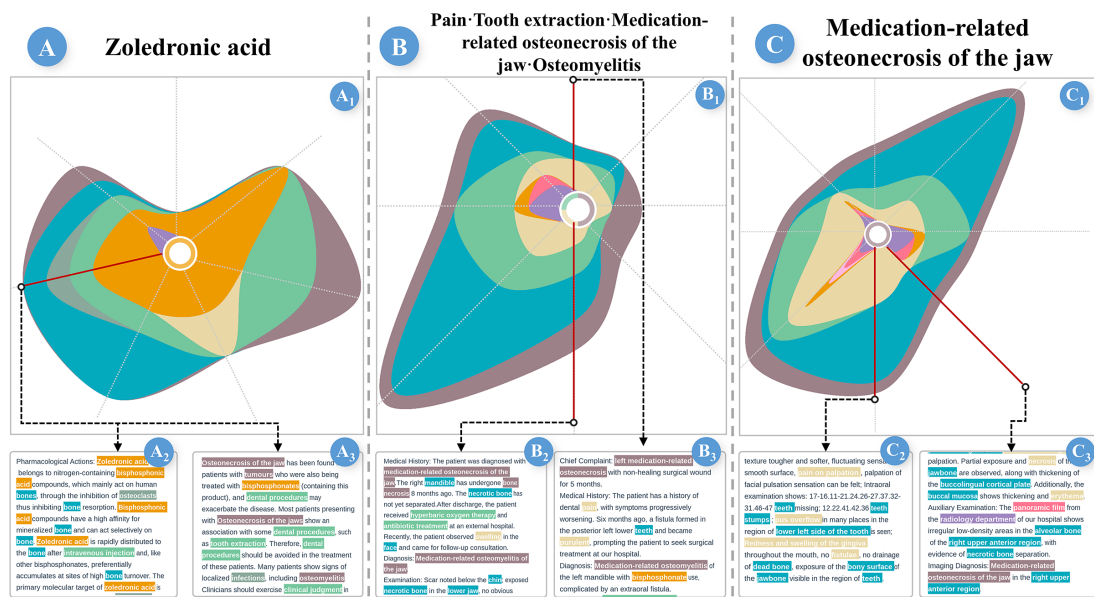 A
Zoledronic acid
B
Pain·Tooth extraction·Medication-
related osteonecrosis of the
jaw·Osteomyelitis
C
Medication-related
osteonecrosis of the jaw
A1
B1
C1
A2
Pharmacological Actions: Zoledronic acid
belongs to nitrogen-containing bisphosphonic
acid compounds, which mainly act on human
bones, through the inhibition of osteoclasts
thus inhibiting bone resorption. Bisphosphonic
acid compounds have a high affinity for
mineralized bone and can act selectively on
bone. Zoledronic acid is rapidly distributed to
the bone after intravenous injection and, like
other bisphosphonates, preferentially
accumulates at sites of high bone turnover. The
primary molecular target of zoledronic acid is
A3
Osteonecrosis of the jaw has been found
patients with tumours who were also being
treated with bisphosphonates (containing this
product), and dental procedures may
exacerbate the disease. Most patients presenting
with Osteonecrosis of the jaws show an
association with some dental procedures such
as tooth extraction. Therefore, dental
procedures should be avoided in the treatment
of these patients. Many patients show signs of
localized infections, including osteomyelitis
Clinicians should exercise clinical judgment in
B2
Medical History: The patient was diagnosed with
medication-related osteonecrosis of the
jaw. The right mandible has undergone bone
necrosis 8 months ago. The necrotic bone has
not yet separated. After discharge, the patient
received hyperbaric oxygen therapy and
antibiotic treatment at an external hospital.
Recently, the patient observed swelling in the
face and came for follow-up consultation.
Diagnosis: Medication-related osteomyelitis of
the jaw
Examination: Scar noted below the chin, exposed
necrotic bone in the lower jaw, no obvious
B3
Chief Complaint: left medication-related
osteonecrosis with non-healing surgical wound
for 5 months.
Medical History: The patient has a history of
dental pain, with symptoms progressively
worsening. Six months ago, a fistula formed in
the posterior left lower teeth and became
purulent, prompting the patient to seek surgical
treatment at our hospital.
Diagnosis: Medication-related osteomyelitis of
the left mandible with bisphosphonate use,
complicated by an extraoral fistula.
C2
texture tougher and softer, fluctuating sensation
smooth surface, pain on palpation, palpation of
facial pulsation sensation can be felt; Intraoral
examination shows: 17-16.11-21.24.26-27.37.32-
31.46-47 teeth missing; 12.22.41.42.36 teeth
stumps; pus overflow in many places in the
region of lower left side of the tooth is seen;
Redness and swelling of the gingiva
throughout the mouth, no fistulas, no drainage
of dead bone, exposure of the bony surface of
the jawbone visible in the region of teeth.
C3
palpation. Partial exposure and of the
jawbone are observed, along with thickening of
the buccolingual cortical plate. Additionally, the
buccal mucosa shows thickening and erythema.
Auxiliary Examination: The panoramic film from
the radiology department of our hospital shows
irregular low-density areas in the alveolar bone
of the right upper anterior region, with
evidence of necrotic bone separation.
Imaging Diagnosis: Medication-related
osteonecrosis of the jaw in the right upper
anterior region